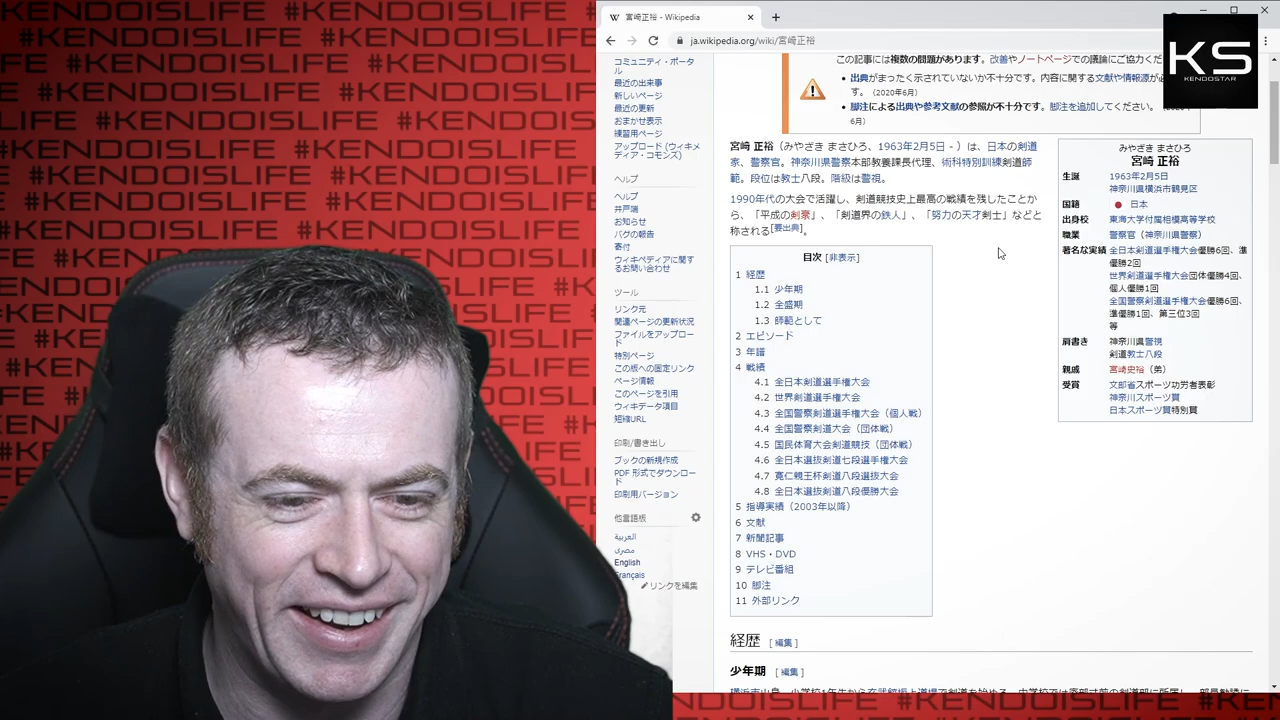 #KENDOISLIFE #KENDOISLIFE
宮﨑正裕 - Wikipedia
ja.wikipedia.org/wiki/宮﨑正裕
KS
KENDOSTAR
コミュニティ・ポータ
ル
最近の出来事
新しいページ
最近の更新
おまかせ表示
練習用ページ
アップロード (ウィキメ
ディア・コモンズ)
ヘルプ
ヘルプ
井戸端
お知らせ
バグの報告
寄付
ウィキペディアに関す
るお問い合わせ
ツール
リンク元
関連ページの更新状況
ファイルをアップロー
ド
特別ページ
この版への固定リンク
ページ情報
このページを引用
ウィキデータ項目
短縮URL
印刷/書き出し
ブックの新規作成
PDF 形式でダウンロー
ド
印刷用バージョン
他言語版
العربية
مصرى
English
Français
リンクを編集
この記事には複数の問題があります。改善やノートページでの議論にご協力くだ
出典がまったく示されていないか不十分です。内容に関する文献や情報源が必
（2020年6月）
脚注による出典や参考文献の参照が不十分です。脚注を追加してください。
6月）
宮﨑 正裕（みやざき まさひろ、1963年2月5日 - ）は、日本の剣道
家、警察官。神奈川県警察本部教養課長代理、術科特別訓練剣道師
範。段位は教士八段。階級は警視。
1990年代の大会で活躍し、剣道競技史上最高の戦績を残したことか
ら、「平成の剣豪」、「剣道界の鉄人」、「努力の天才剣士」などと
称される[要出典]。
目次 [非表示]
1 経歴
1.1 少年期
1.2 全盛期
1.3 師範として
2 エピソード
3 年譜
4 戦績
4.1 全日本剣道選手権大会
4.2 世界剣道選手権大会
4.3 全国警察剣道選手権大会（個人戦）
4.4 全国警察剣道大会（団体戦）
4.5 国民体育大会剣道競技（団体戦）
4.6 全日本選抜剣道七段選手権大会
4.7 寛仁親王杯剣道八段選抜大会
4.8 全日本選抜剣道八段優勝大会
5 指導実績（2003年以降）
6 文献
7 新聞記事
8 VHS・DVD
9 テレビ番組
10 脚注
11 外部リンク
みやざき まさひろ
宮﨑 正裕
生誕 1963年2月5日
神奈川県横浜市鶴見区
国籍 日本
出身校 東海大学付属相模高等学校
職業 警察官（神奈川県警察）
著名な実績 全日本剣道選手権大会優勝6回、準
優勝2回
世界剣道選手権大会団体優勝4回、
個人優勝1回
全国警察剣道選手権大会優勝6回、
準優勝1回、第三位3回
等
肩書き 神奈川県警視
剣道教士八段
親戚 宮﨑史裕（弟）
受賞 文部省スポーツ功労者表彰
神奈川スポーツ賞
日本スポーツ賞特別賞
経歴 [編集]
少年期 [編集]